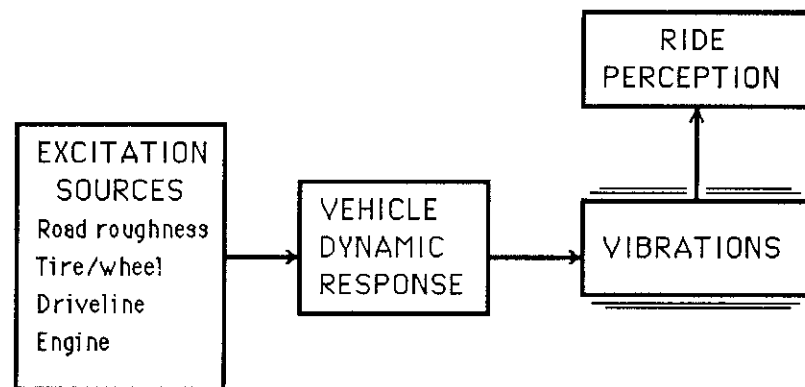 RIDE
PERCEPTION
EXCITATION
SOURCES
Road roughness
Tire/wheel
Driveline
Engine
VEHICLE
DYNAMIC
RESPONSE
VIBRATIONS